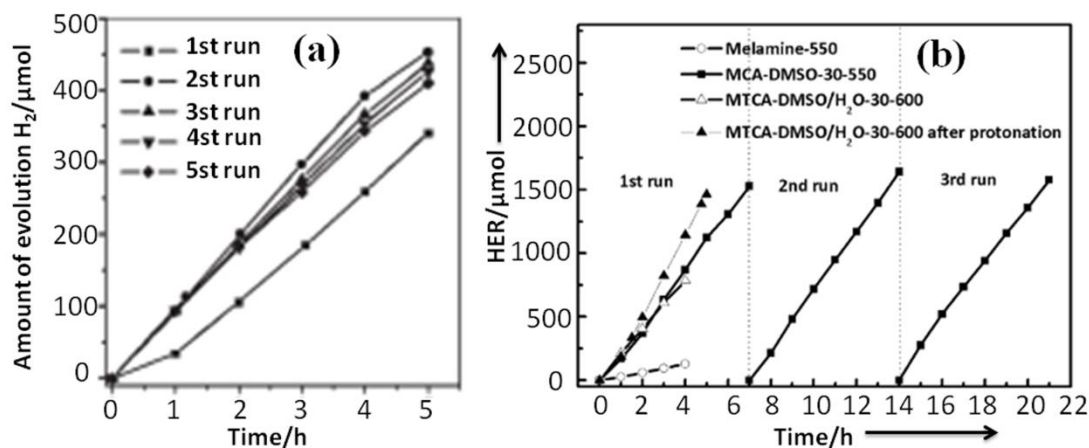 (a)
1st run
2st run
3st run
4st run
5st run
Amount of evolution H₂/μmol
500
400
300
200
100
0
0 1 2 3 4 5
Time/h
(b)
Melamine-550
MCA-DMSO-30-550
MTCA-DMSO/H₂O-30-600
MTCA-DMSO/H₂O-30-600 after protonation
1st run 2nd run 3rd run
HER/μmol
2500
2000
1500
1000
500
0
0 2 4 6 8 10 12 14 16 18 20 22
Time/h